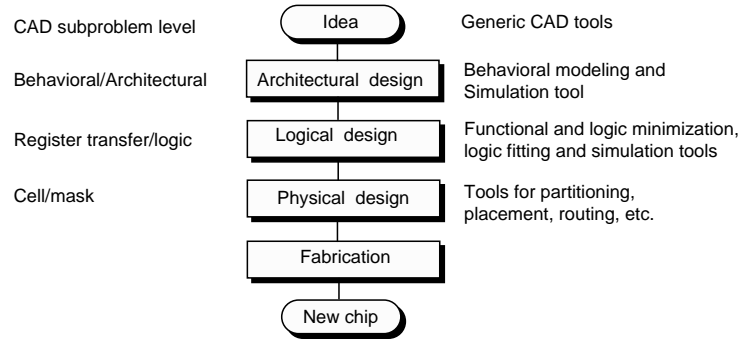 CAD subproblem level
Idea
Generic CAD tools
Behavioral/Architectural
Architectural design
Behavioral modeling and
Simulation tool
Register transfer/logic
Logical design
Functional and logic minimization,
logic fitting and simulation tools
Cell/mask
Physical design
Tools for partitioning,
placement, routing, etc.
Fabrication
New chip